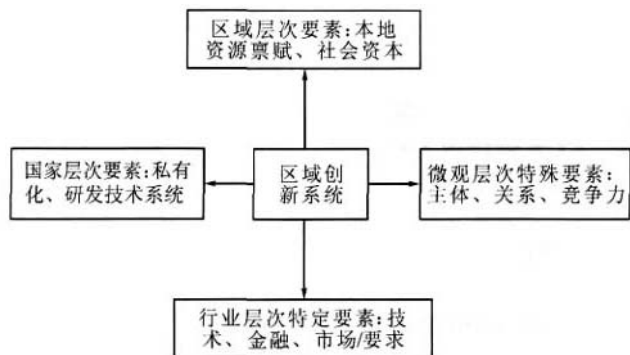 区域层次要素:本地
资源禀赋、社会资本
国家层次要素:私有
化、研发技术系统
区域创
新系统
微观层次特殊要素:
主体、关系、竞争力
行业层次特定要素:技
术、金融、市场/要求